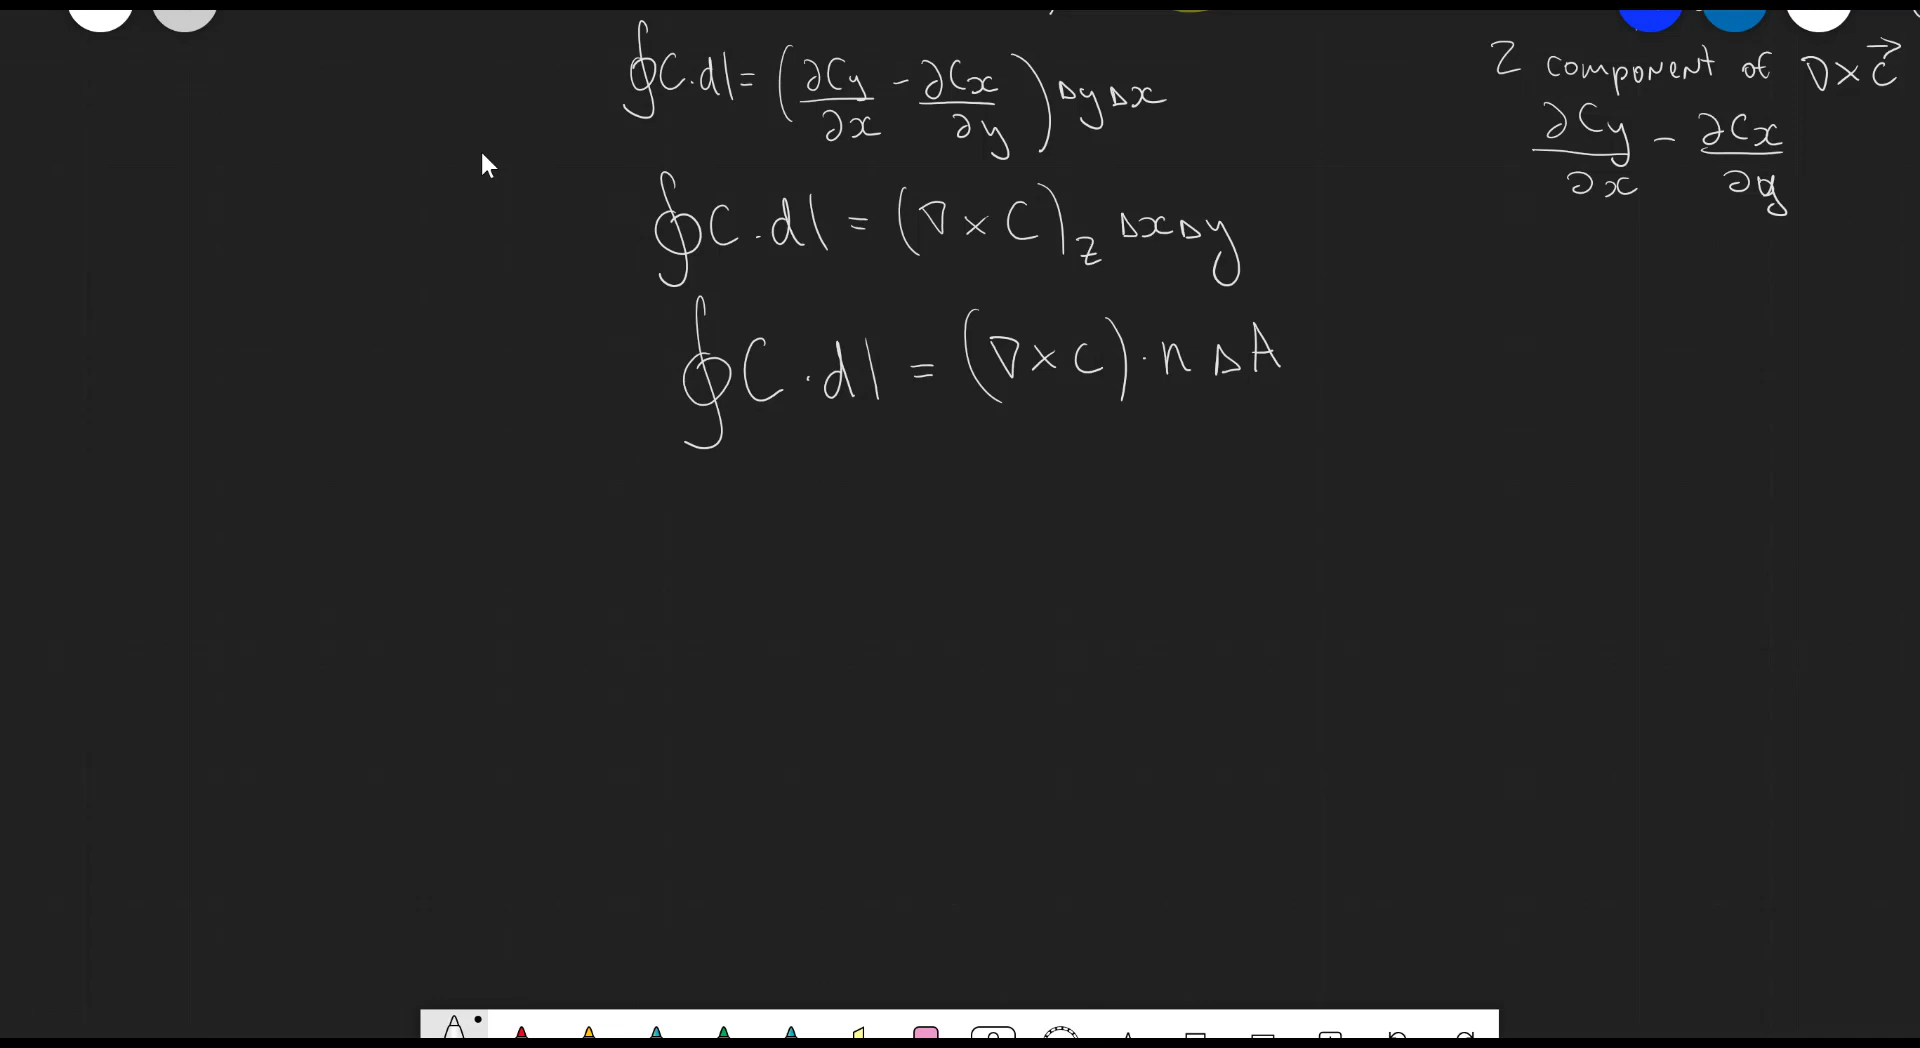 ∮C.dl = (∂Cy/∂x - ∂Cx/∂y) ΔyΔx
∮C.dl = (∇×C)z ΔxΔy
∮C.dl = (∇×C)·n ΔA
Z component of ∇×C⃗
∂Cy/∂x - ∂Cx/∂y